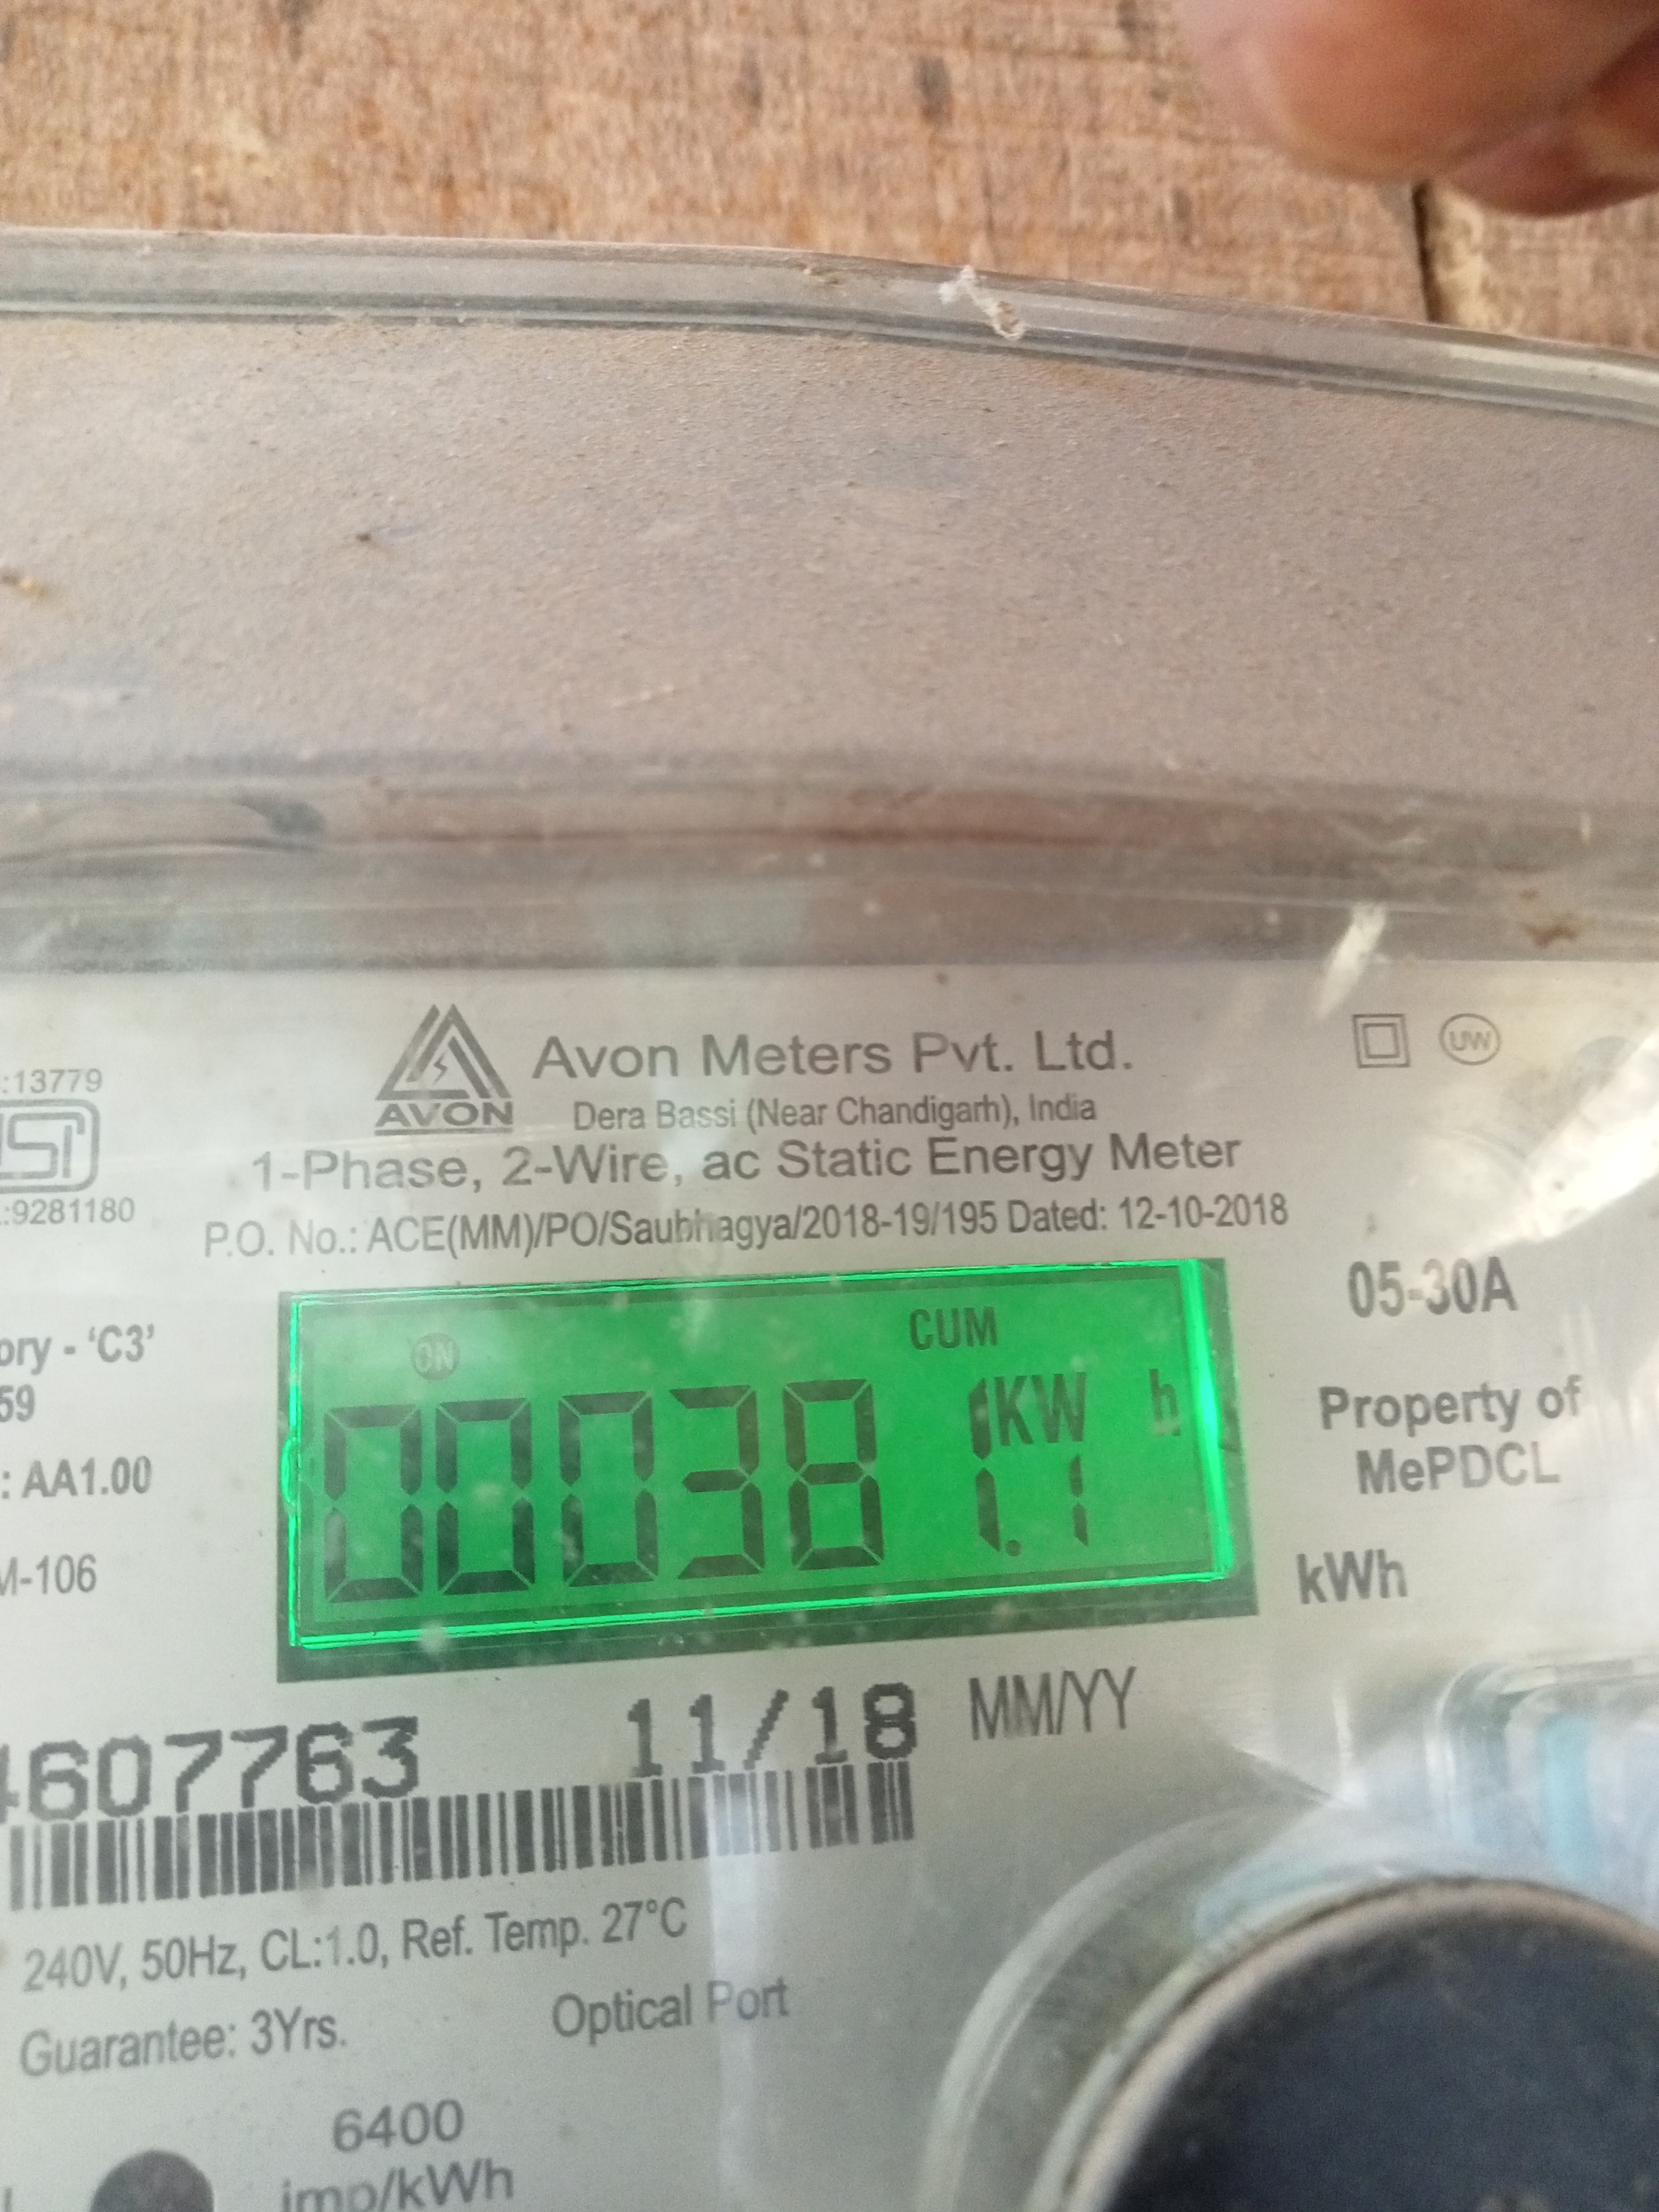 :13779
ISI
:9281180
AVON
Avon Meters Pvt. Ltd.
UW
Dera Bassi (Near Chandigarh), India
1-Phase, 2-Wire, ac Static Energy Meter
P.O. No.: ACE(MM)/PO/Saubhagya/2018-19/195 Dated: 12-10-2018
05-30A
ory - ‘C3’
59
: AA1.00
M-106
ON
CUM
000381.1
KW h
Property of
MePDCL
kWh
4607763 11/18 MM/YY
240V, 50Hz, CL:1.0, Ref. Temp. 27°C
Guarantee: 3Yrs.
Optical Port
6400
imp/kWh